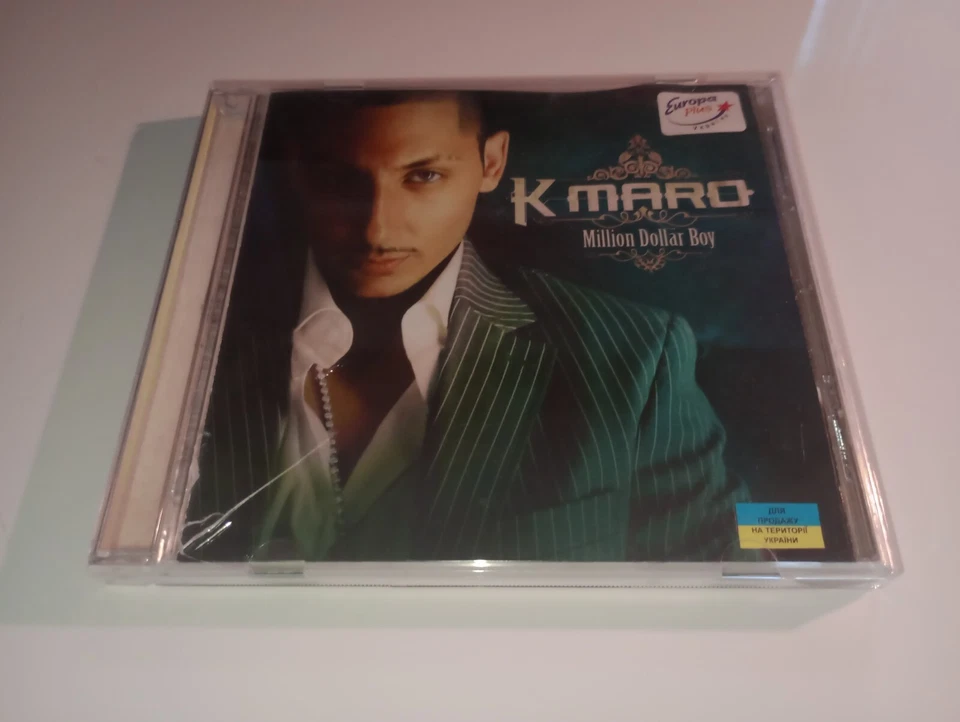 Europa
plus
K MARO
Million Dollar Boy
ДЛЯ
ПРОДАЖУ
НА ТЕРИТОРІЇ
УКРАЇНИ